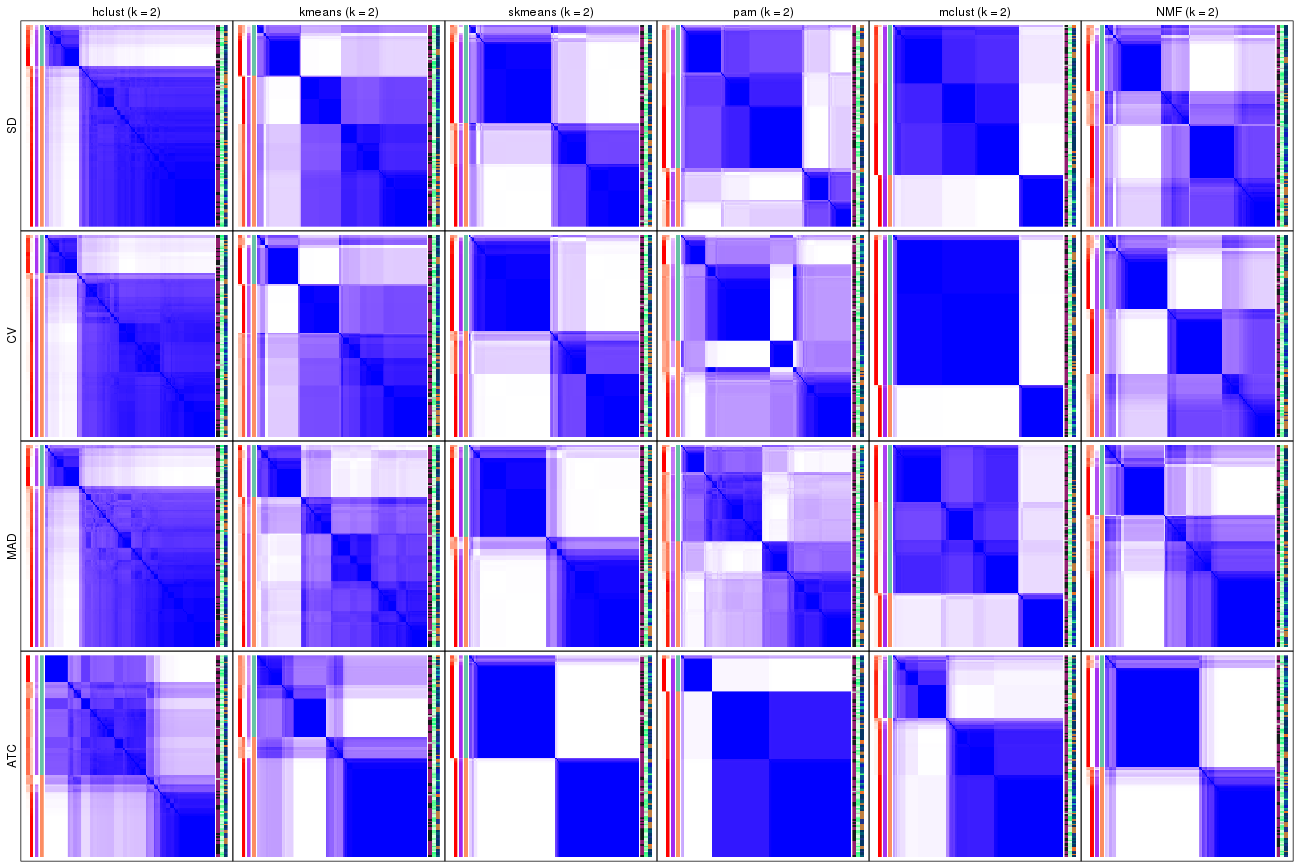 hclust (k = 2) kmeans (k = 2) skmeans (k = 2) pam (k = 2) mclust (k = 2) NMF (k = 2)
SD
CV
MAD
ATC